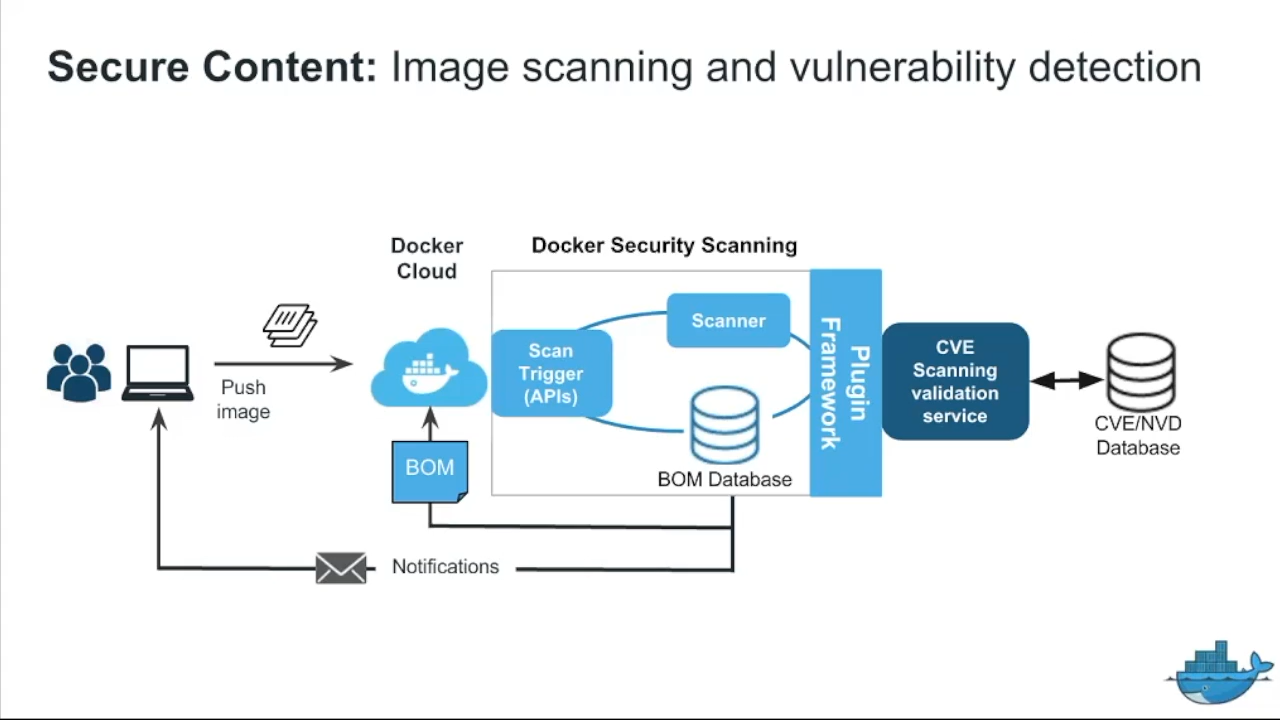 Secure Content: Image scanning and vulnerability detection
Docker
Cloud
Docker Security Scanning
Push
image
Scan
Trigger
(APIs)
Scanner
BOM Database
Plugin
Framework
CVE
Scanning
validation
service
CVE/NVD
Database
BOM
Notifications